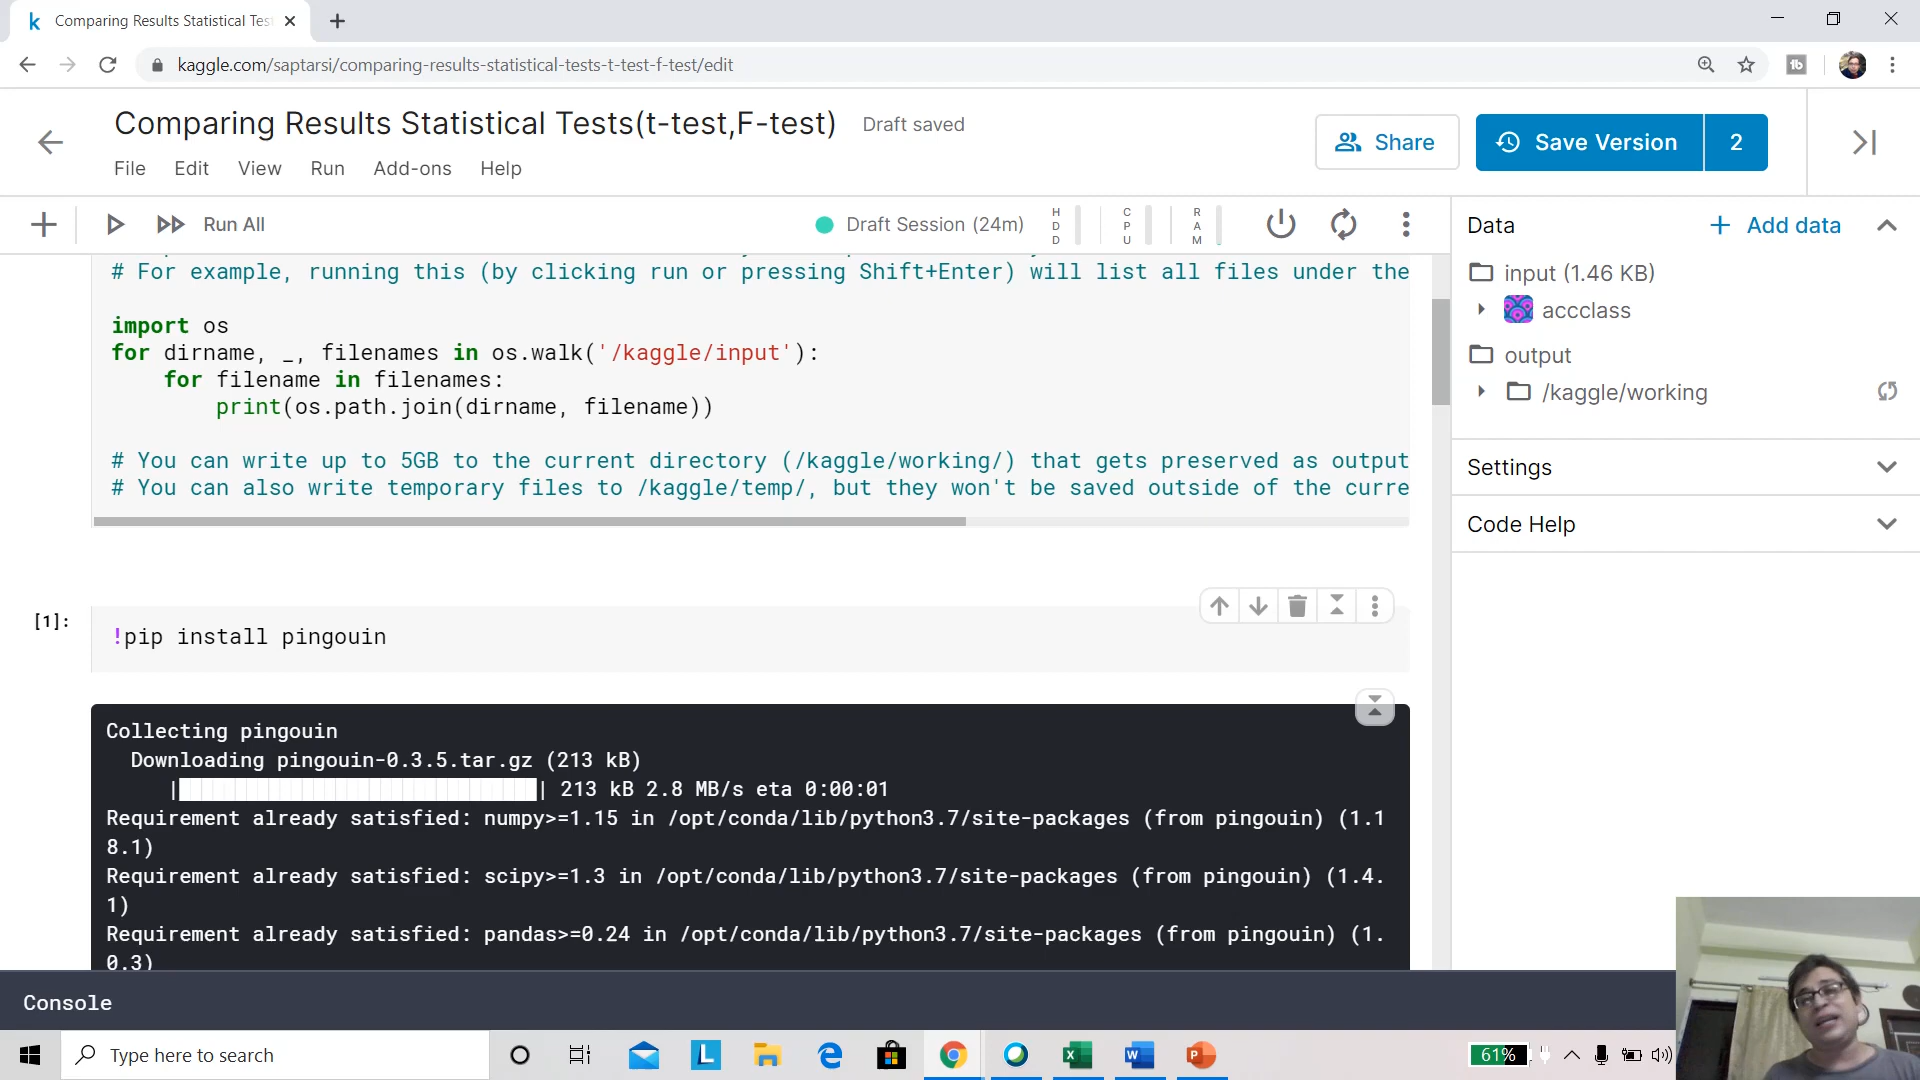 Comparing Results Statistical Tes
kaggle.com/saptarsi/comparing-results-statistical-tests-t-test-f-test/edit
Comparing Results Statistical Tests(t-test,F-test) Draft saved
File Edit View Run Add-ons Help
Share
Save Version 2
Run All
Draft Session (24m) HDD CPU RAM
# For example, running this (by clicking run or pressing Shift+Enter) will list all files under the
import os
for dirname, _, filenames in os.walk('/kaggle/input'):
for filename in filenames:
print(os.path.join(dirname, filename))
# You can write up to 5GB to the current directory (/kaggle/working/) that gets preserved as output
# You can also write temporary files to /kaggle/temp/, but they won't be saved outside of the curre
[1]:
!pip install pingouin
Collecting pingouin
Downloading pingouin-0.3.5.tar.gz (213 kB)
213 kB 2.8 MB/s eta 0:00:01
Requirement already satisfied: numpy>=1.15 in /opt/conda/lib/python3.7/site-packages (from pingouin) (1.1
8.1)
Requirement already satisfied: scipy>=1.3 in /opt/conda/lib/python3.7/site-packages (from pingouin) (1.4.
1)
Requirement already satisfied: pandas>=0.24 in /opt/conda/lib/python3.7/site-packages (from pingouin) (1.
0.3)
Console
Data
Add data
input (1.46 KB)
accclass
output
/kaggle/working
Settings
Code Help
Type here to search
61%